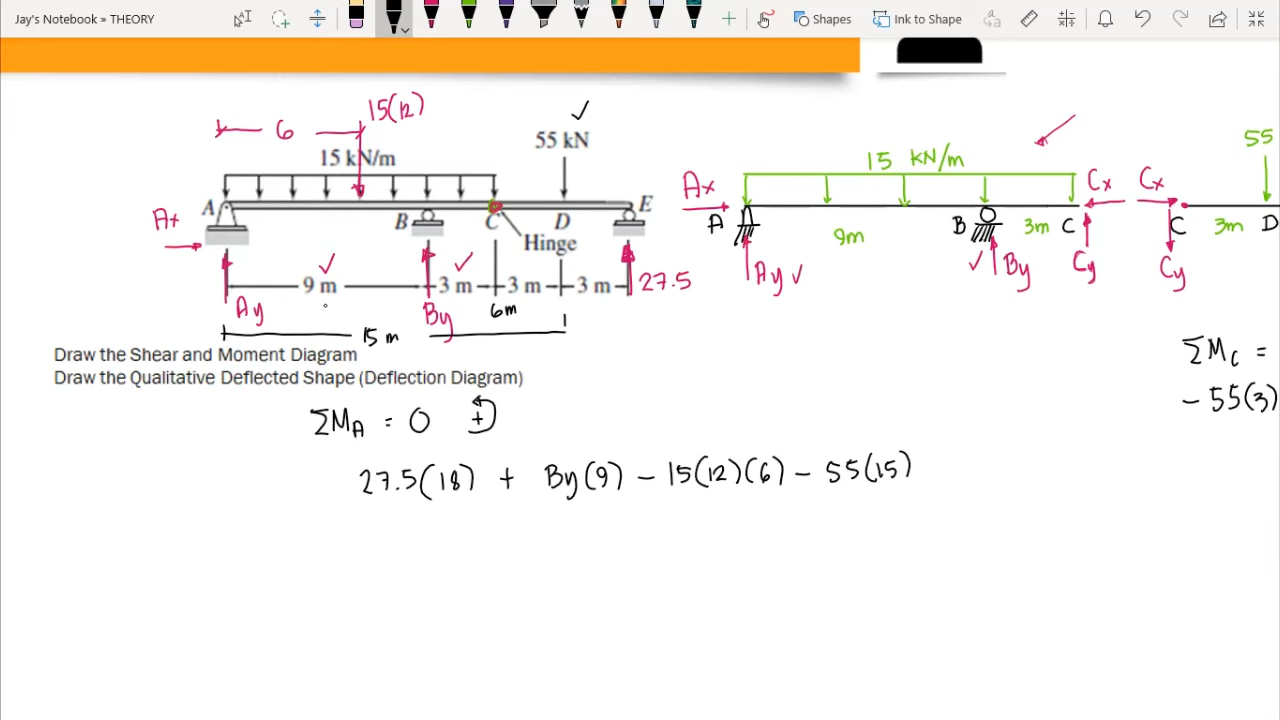 Jay's Notebook » THEORY
Shapes
Ink to Shape
15(12)
6
55 kN
15 kN/m
Ax
A
B
C
D
E
Hinge
9 m
3 m
3 m
3 m
27.5
Ay
By
6m
15 m
55
15 KN/m
Ax
Cx
Cx
A
B
C
C
D
9m
3m
3m
Ay
By
Cy
Cy
Draw the Shear and Moment Diagram
Draw the Qualitative Deflected Shape (Deflection Diagram)
ΣMC =
- 55(3)
ΣMA = 0 +
27.5(18) + By(9) - 15(12)(6) - 55(15)